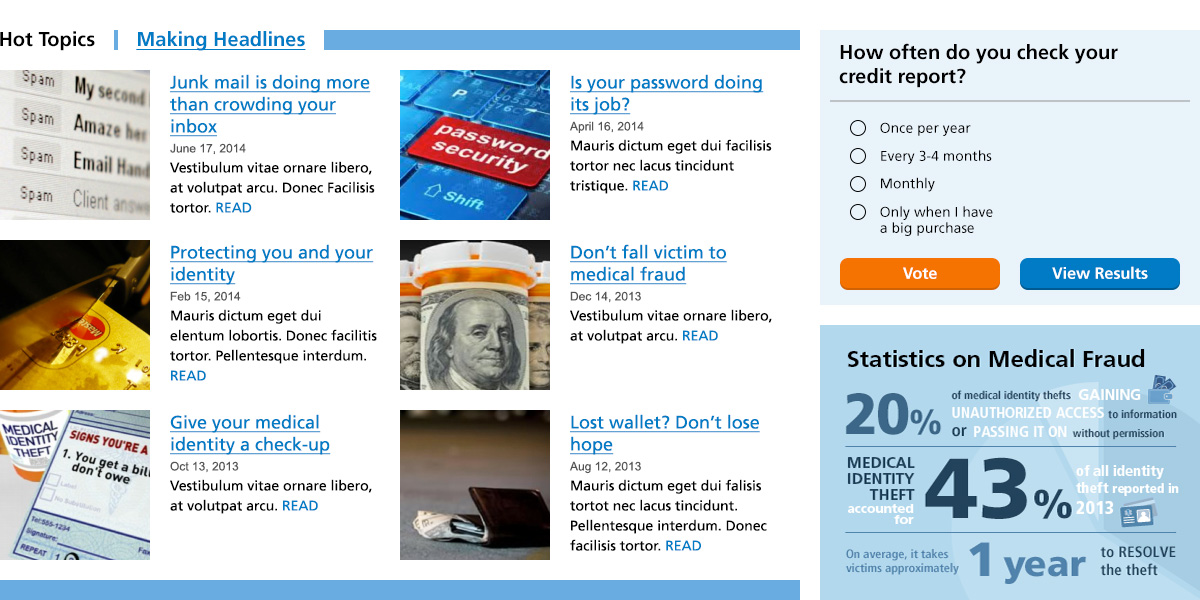 Hot Topics
Making Headlines
Spam My second
Spam Amaze her
Spam Email Hand
Spam Client answe
Junk mail is doing more
than crowding your
inbox
June 17, 2014
Vestibulum vitae ornare libero,
at volutpat arcu. Donec Facilisis
tortor. READ
P
password
security
Shift
Is your password doing
its job?
April 16, 2014
Mauris dictum eget dui facilisis
tortor nec lacus tincidunt
tristique. READ
Protecting you and your
identity
Feb 15, 2014
Mauris dictum eget dui
elentum lobortis. Donec facilitis
tortor. Pellentesque interdum.
READ
Don't fall victim to
medical fraud
Dec 14, 2013
Vestibulum vitae ornare libero,
at volutpat arcu. READ
MEDICAL
IDENTITY
THEFT
SIGNS YOU'RE A
1. You get a bill
don't owe
Label
No Substitution
Tel:555-1234
Signature:
REPEAT 1
Give your medical
identity a check-up
Oct 13, 2013
Vestibulum vitae ornare libero,
at volutpat arcu. READ
Lost wallet? Don't lose
hope
Aug 12, 2013
Mauris dictum eget dui falisis
tortot nec lacus tincidunt.
Pellentesque interdum. Donec
facilisis tortor. READ
How often do you check your
credit report?
Once per year
Every 3-4 months
Monthly
Only when I have
a big purchase
Vote
View Results
Statistics on Medical Fraud
20%
of medical identity thefts GAINING
UNAUTHORIZED ACCESS to information
or PASSING IT ON without permission
MEDICAL
IDENTITY
THEFT
accounted
for
43%
of all identity
theft reported in
2013
On average, it takes
victims approximately
1 year
to RESOLVE
the theft